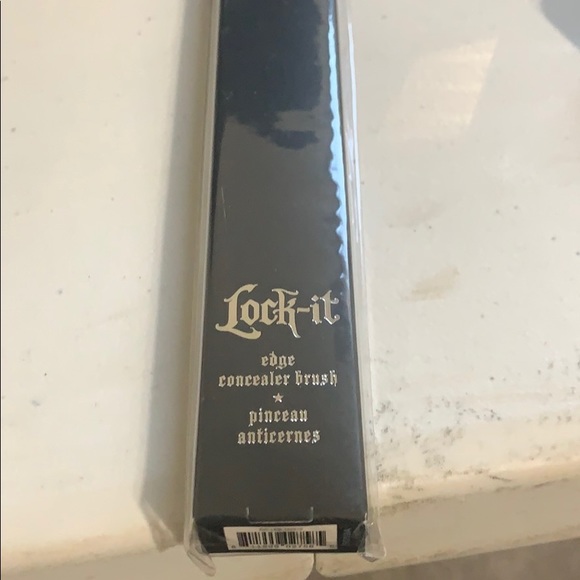 Lock-it
edge
concealer brush
★
pinceau
anticernes